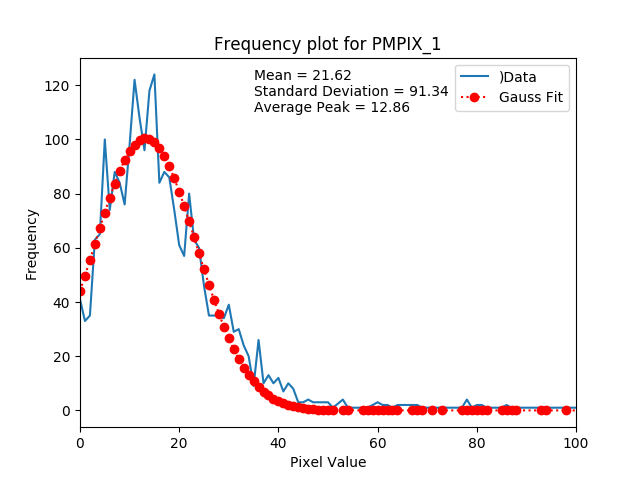 Frequency plot for PMPIX_1
Mean = 21.62
Standard Deviation = 91.34
Average Peak = 12.86
)Data
Gauss Fit
Frequency
120
100
80
60
40
20
0
0 20 40 60 80 100
Pixel Value